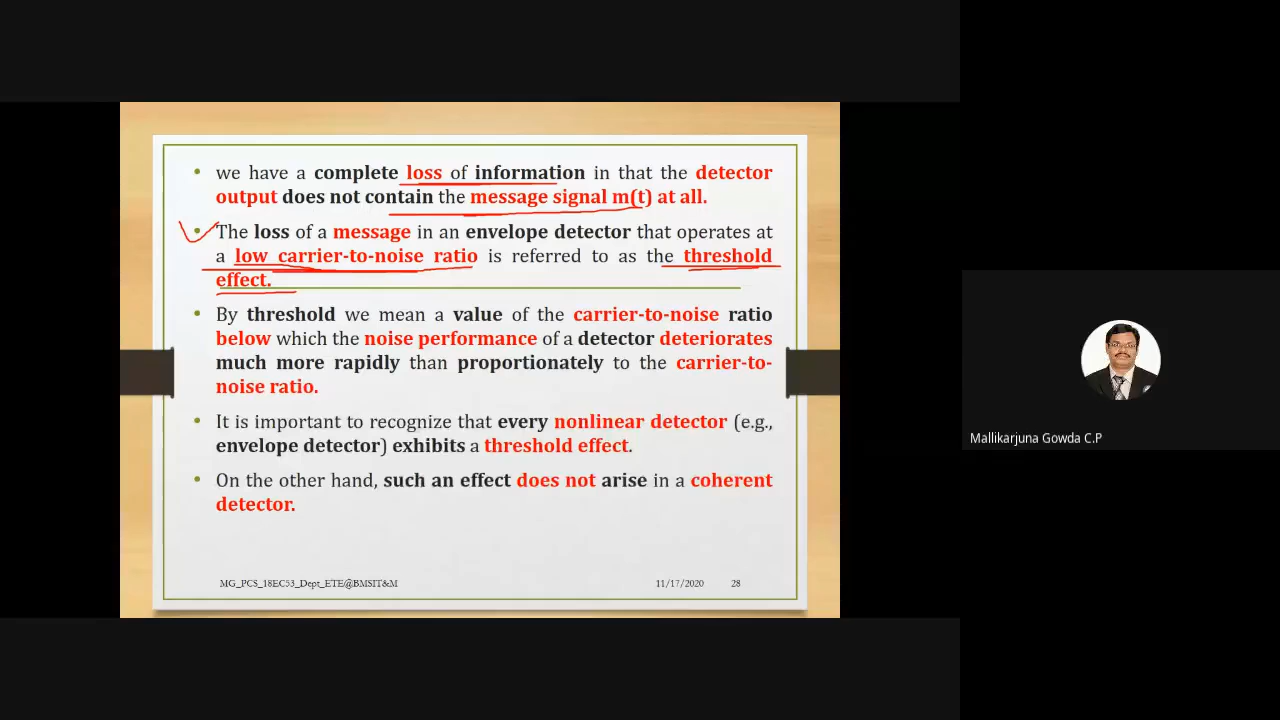 • we have a complete loss of information in that the detector
output does not contain the message signal m(t) at all.
• The loss of a message in an envelope detector that operates at
a low carrier-to-noise ratio is referred to as the threshold
effect.
• By threshold we mean a value of the carrier-to-noise ratio
below which the noise performance of a detector deteriorates
much more rapidly than proportionately to the carrier-to-
noise ratio.
• It is important to recognize that every nonlinear detector (e.g.,
envelope detector) exhibits a threshold effect.
• On the other hand, such an effect does not arise in a coherent
detector.
MG_PCS_18EC53_Dept_ETE/@BMSIT&M 11/17/2020 28
Mallikarjuna Gowda C.P